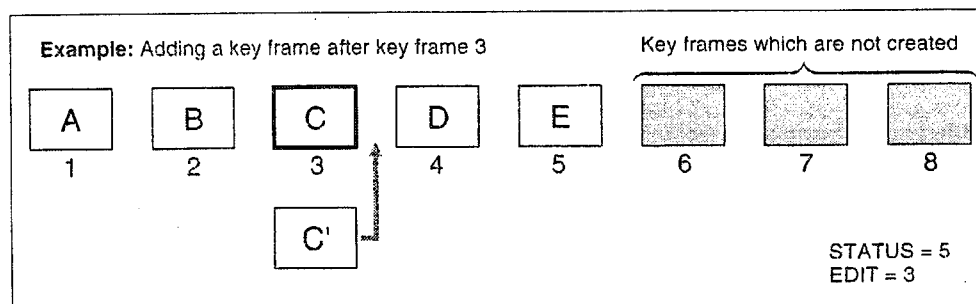 Example: Adding a key frame after key frame 3
Key frames which are not created
A B C D E
1 2 3 4 5 6 7 8
C'
STATUS = 5
EDIT = 3